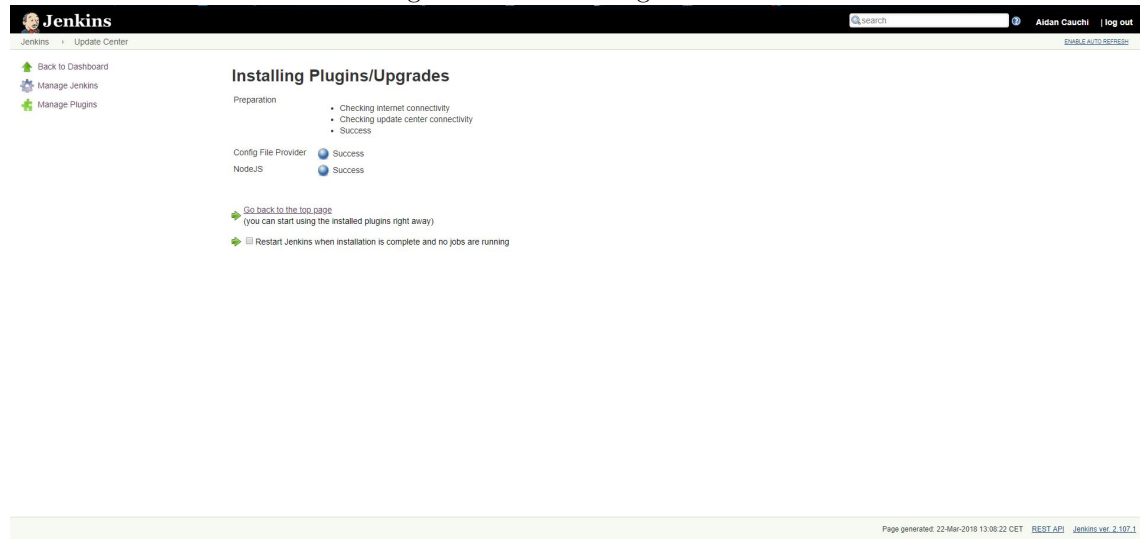 Jenkins
search
Aidan Cauchi | log out
Jenkins › Update Center
ENABLE AUTO REFRESH
Back to Dashboard
Manage Jenkins
Manage Plugins
Installing Plugins/Upgrades
Preparation
• Checking internet connectivity
• Checking update center connectivity
• Success
Config File Provider Success
NodeJS Success
Go back to the top page
(you can start using the installed plugins right away)
Restart Jenkins when installation is complete and no jobs are running
Page generated: 22-Mar-2018 13:08:22 CET REST API Jenkins ver. 2.107.1